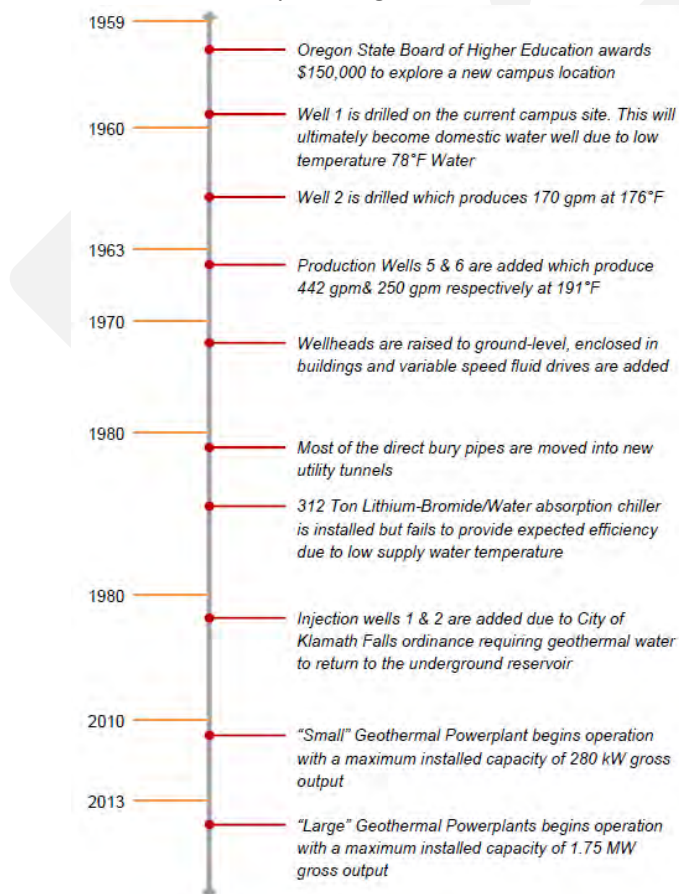 1959
Oregon State Board of Higher Education awards
$150,000 to explore a new campus location
Well 1 is drilled on the current campus site. This will
1960
ultimately become domestic water well due to low
temperature 78°F Water
Well 2 is drilled which produces 170 gpm at 176°F
1963
Production Wells 5 & 6 are added which produce
442 gpm& 250 gpm respectively at 191°F
1970
Wellheads are raised to ground-level, enclosed in
buildings and variable speed fluid drives are added
1980
Most of the direct bury pipes are moved into new
utility tunnels
312 Ton Lithium-Bromide/Water absorption chiller
is installed but fails to provide expected efficiency
due to low supply water temperature
1980
Injection wells 1 & 2 are added due to City of
Klamath Falls ordinance requiring geothermal water
to return to the underground reservoir
2010
“Small” Geothermal Powerplant begins operation
with a maximum installed capacity of 280 kW gross
output
2013
“Large” Geothermal Powerplants begins operation
with a maximum installed capacity of 1.75 MW
gross output